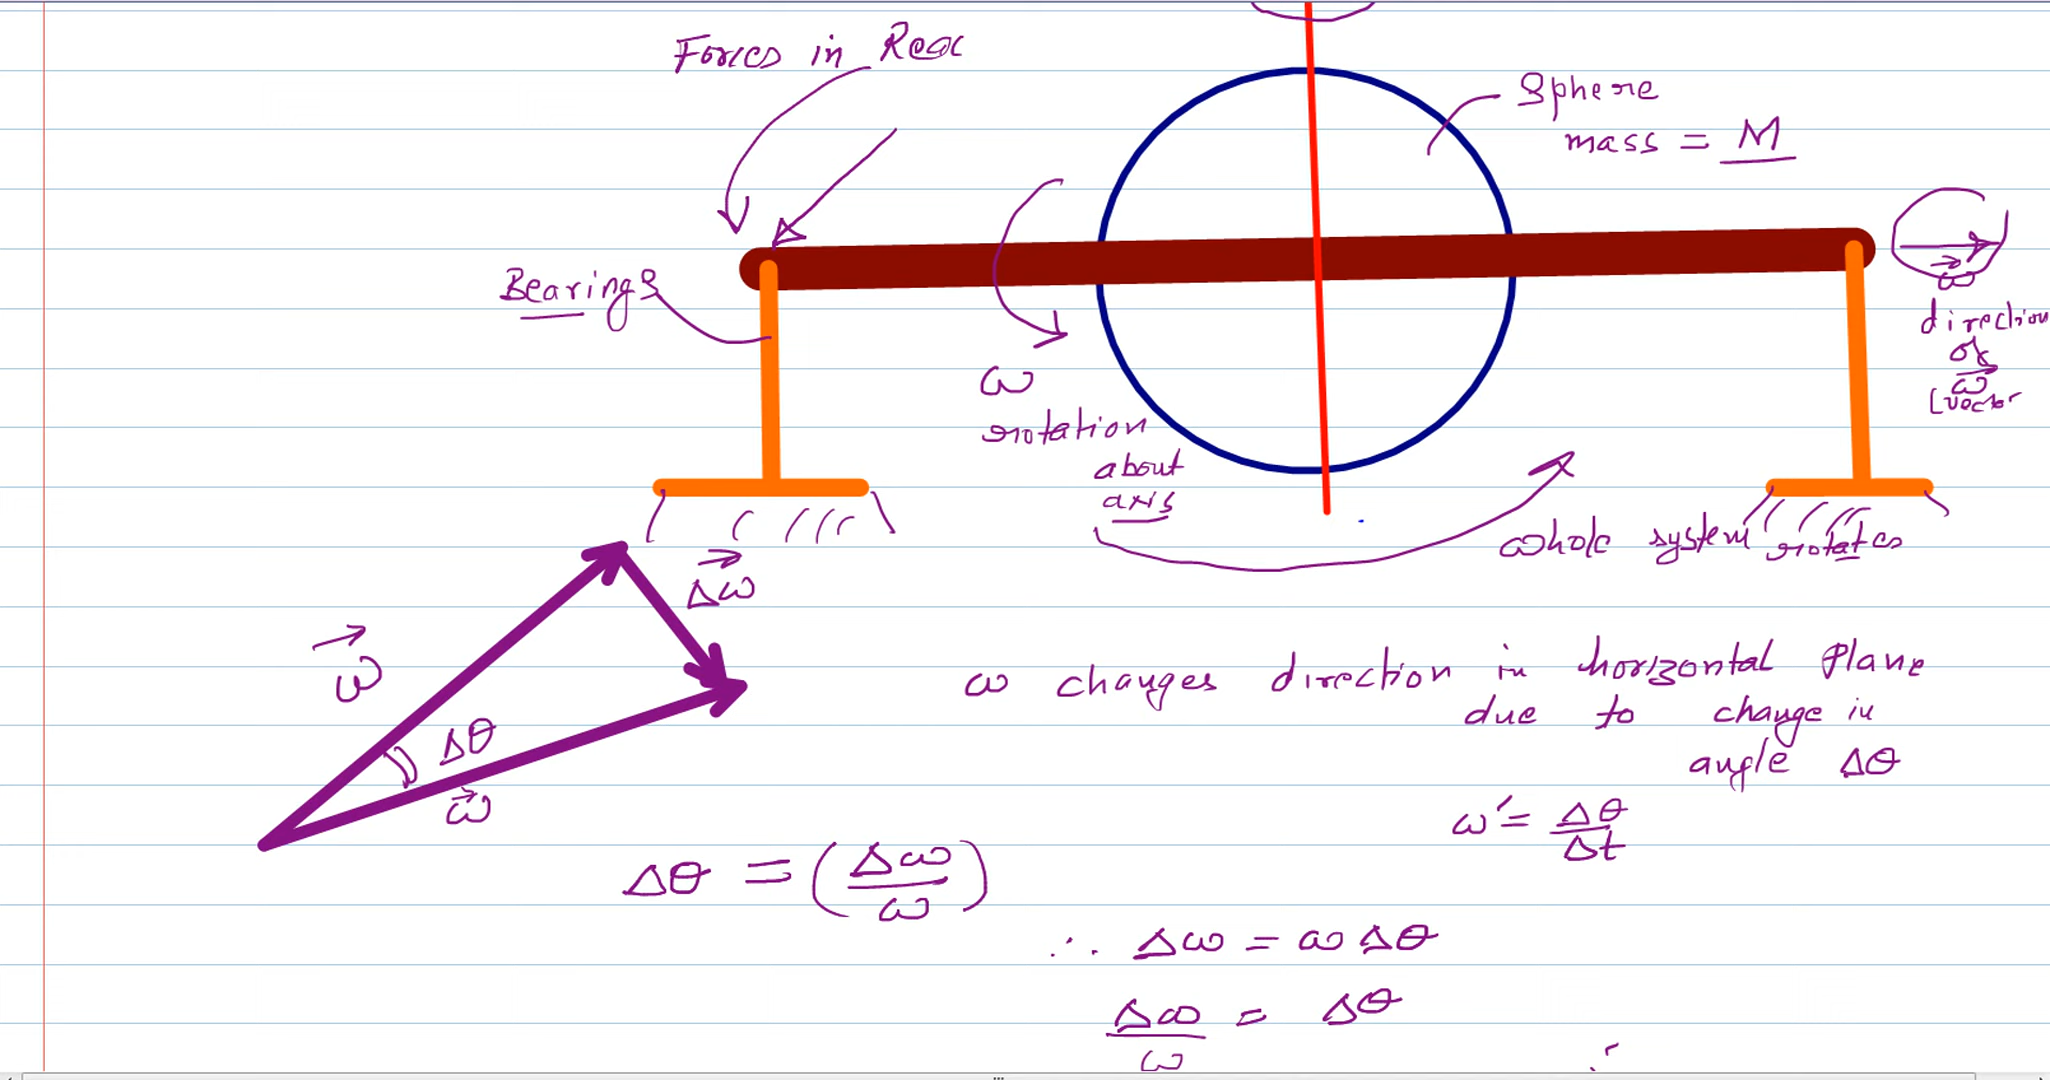 Forces in Reac
Sphere
mass = M
Bearings
ω
rotation
about
axis
ω⃗
direction
of
ω
(vector
whole system rotates
Δω⃗
ω⃗
Δθ
ω⃗
ω changes direction in horizontal plane
due to change in
angle Δθ
ω' = Δθ/Δt
Δθ = (Δω/ω)
∴ Δω = ω Δθ
Δω/ω = Δθ